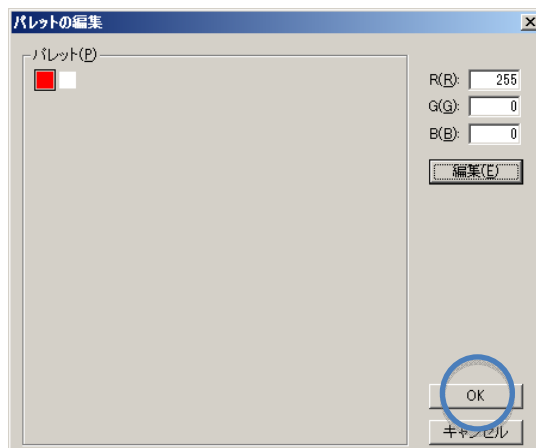 パレットの編集
パレット(P)
R(R): 255
G(G): 0
B(B): 0
編集(E)
OK
キャンセル